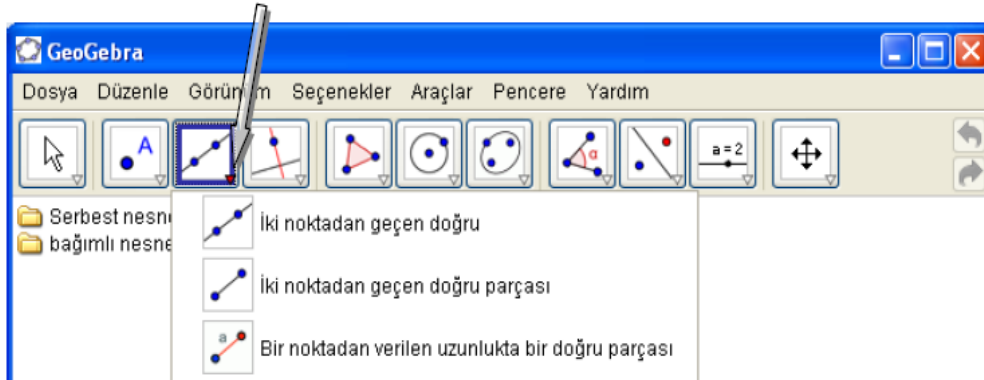 GeoGebra
Dosya Düzenle Görünüm Seçenekler Araçlar Pencere Yardım
A α a = 2
Serbest nesne
bağımlı nesne
İki noktadan geçen doğru
İki noktadan geçen doğru parçası
a
Bir noktadan verilen uzunlukta bir doğru parçası